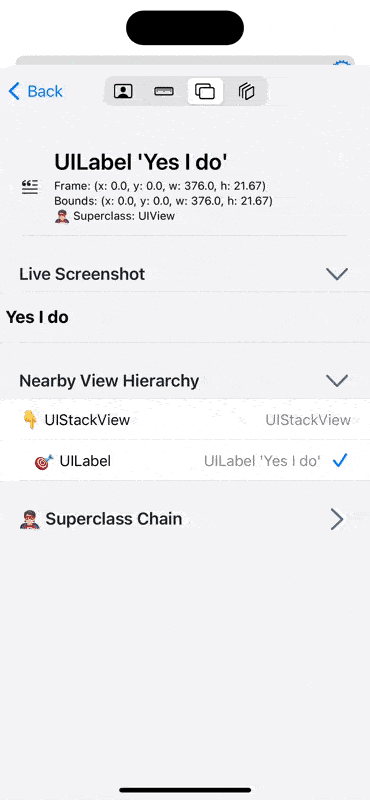 Back
UILabel 'Yes I do'
Frame: (x: 0.0, y: 0.0, w: 376.0, h: 21.67)
Bounds: (x: 0.0, y: 0.0, w: 376.0, h: 21.67)
Superclass: UIView
Live Screenshot
Yes I do
Nearby View Hierarchy
UIStackView UIStackView
UILabel UILabel 'Yes I do'
Superclass Chain